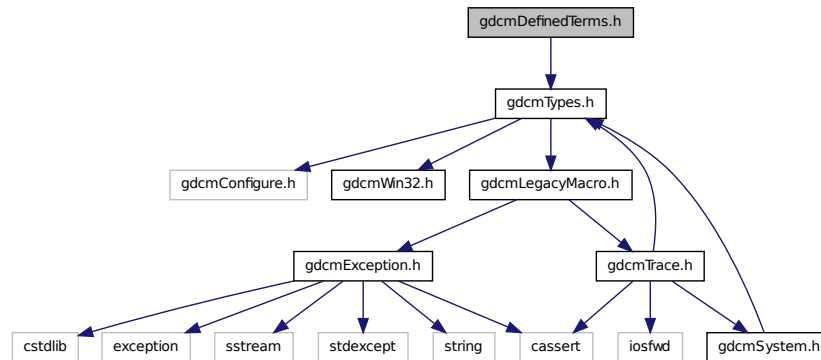 gdcmDefinedTerms.h
gdcmTypes.h
gdcmConfigure.h
gdcmWin32.h
gdcmLegacyMacro.h
gdcmException.h
gdcmTrace.h
cstdlib
exception
sstream
stdexcept
string
cassert
iosfwd
gdcmSystem.h